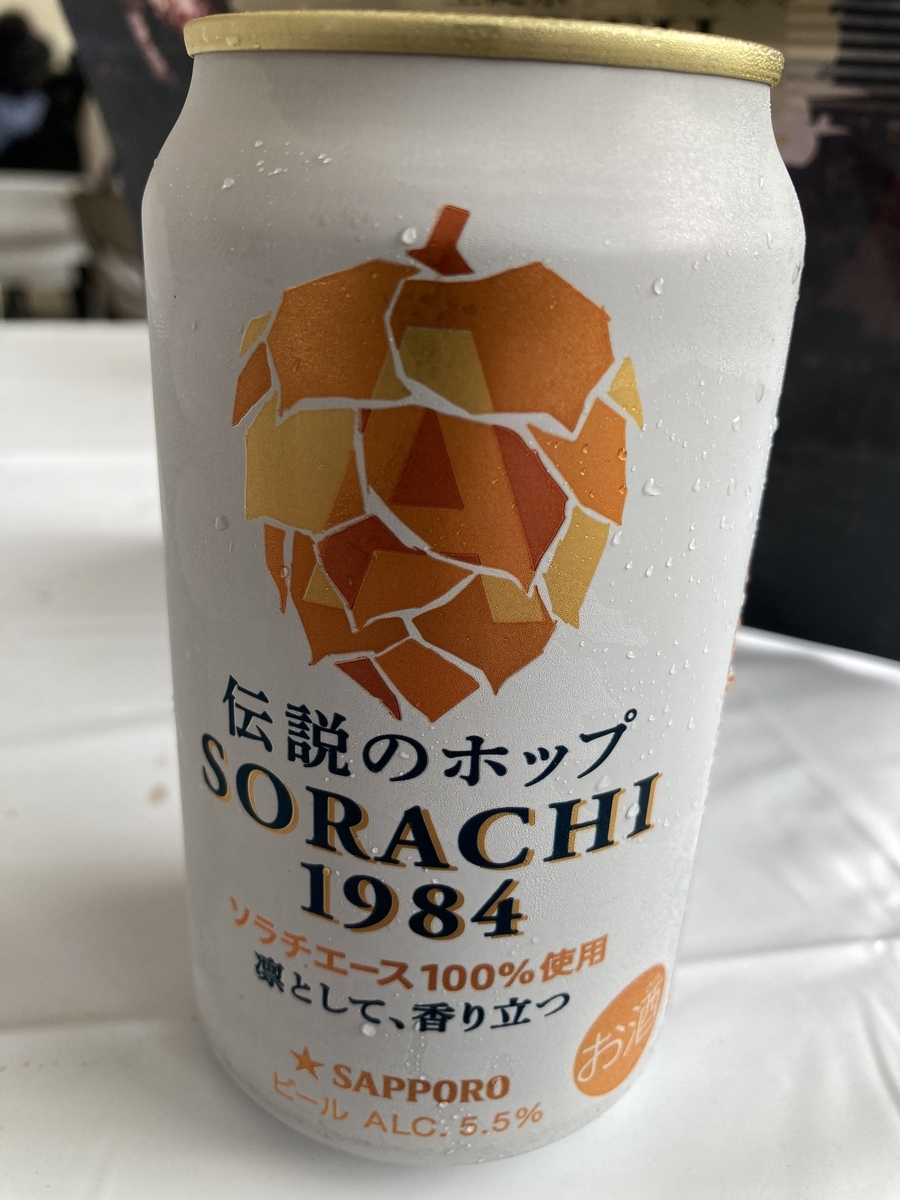 A
伝説のホップ
SORACHI
1984
ソラチエース100%使用
凛として、香り立つ
お酒
SAPPORO
ビール ALC. 5.5%